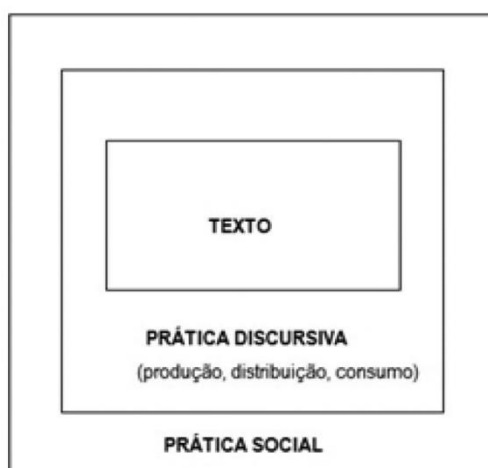 TEXTO
PRÁTICA DISCURSIVA
(produção, distribuição, consumo)
PRÁTICA SOCIAL